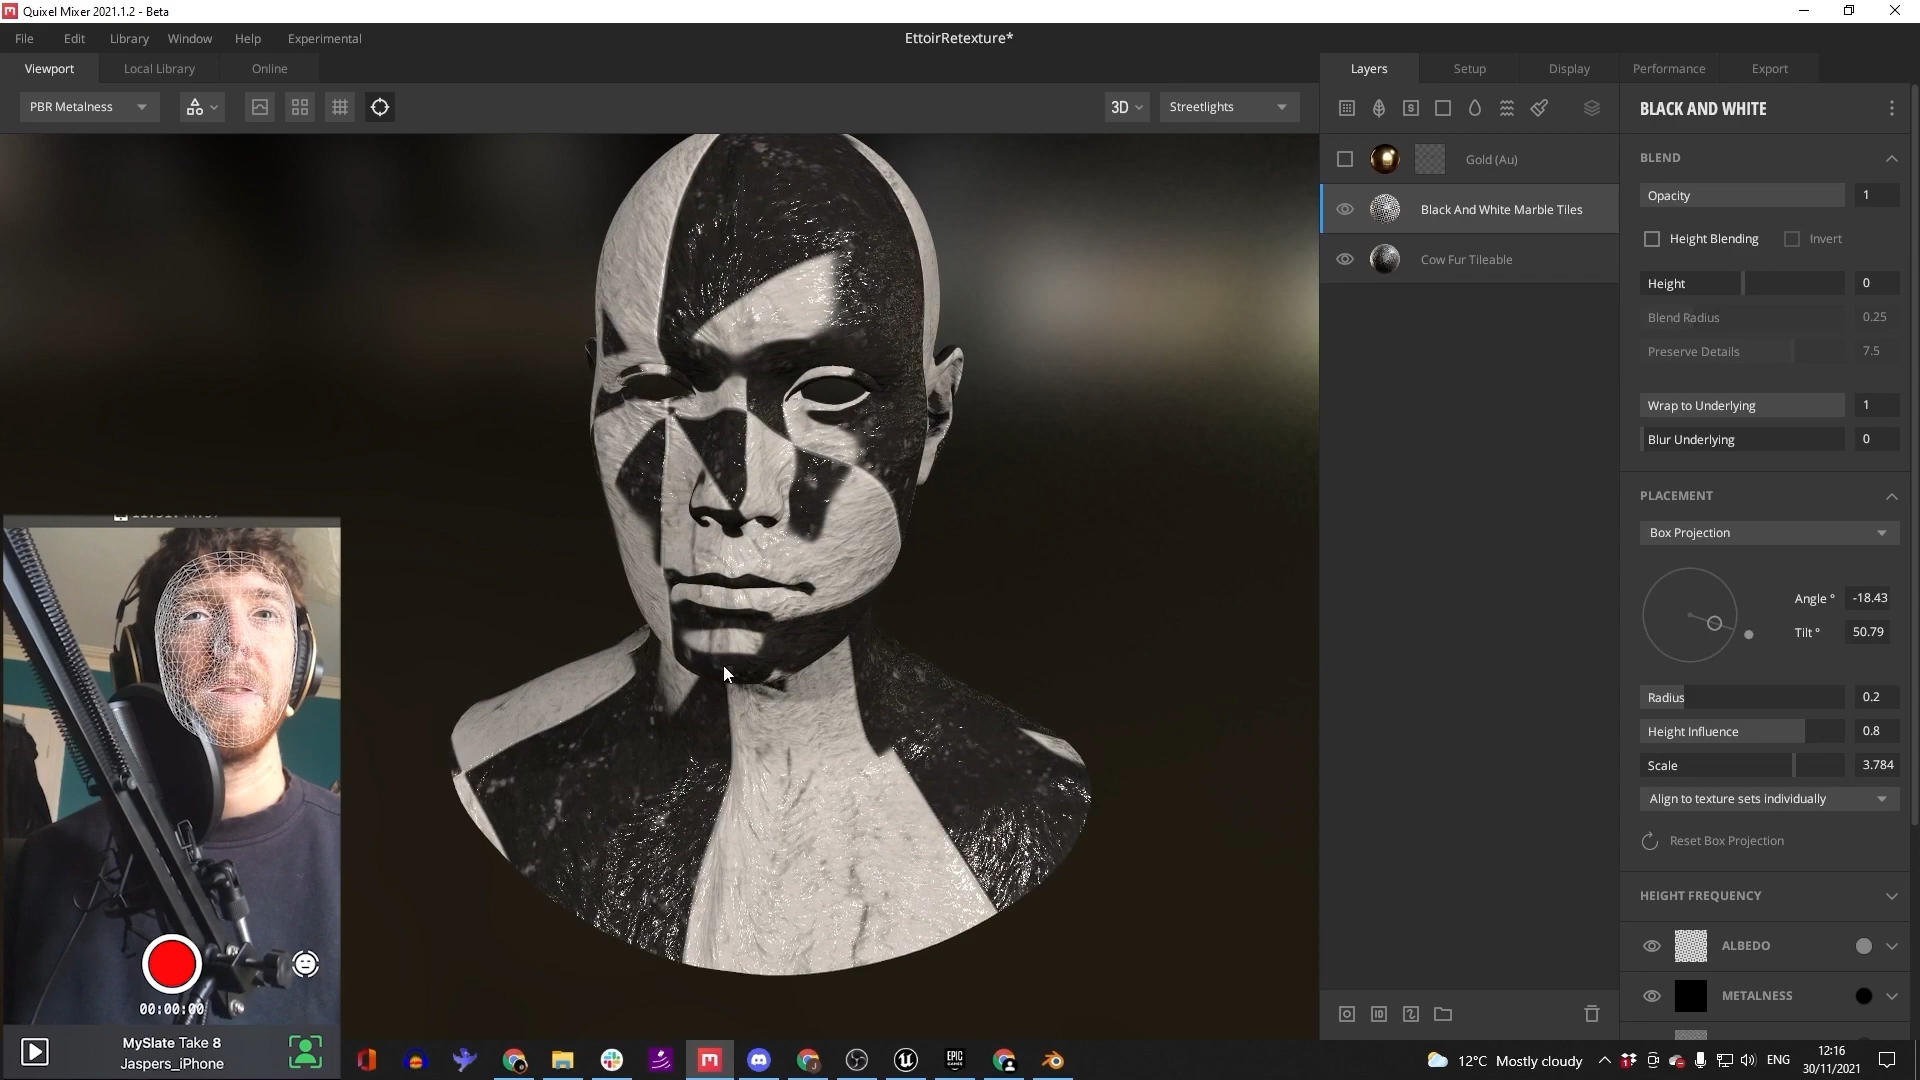 Quixel Mixer 2021.1.2 - Beta
File Edit Library Window Help Experimental
EttoirRetexture*
Viewport Local Library Online
Layers Setup Display Performance Export
PBR Metalness
3D
Streetlights
BLACK AND WHITE
Gold (Au)
Black And White Marble Tiles
Cow Fur Tileable
BLEND
Opacity 1
Height Blending Invert
Height 0
Blend Radius 0.25
Preserve Details 7.5
Wrap to Underlying 1
Blur Underlying 0
PLACEMENT
Box Projection
Angle ° -18.43
Tilt ° 50.79
Radius 0.2
Height Influence 0.8
Scale 3.784
Align to texture sets individually
Reset Box Projection
HEIGHT FREQUENCY
ALBEDO
METALNESS
00:00:00
MySlate Take 8
Jaspers_iPhone
EPIC
GAMES
12°C Mostly cloudy
ENG
12:16
30/11/2021